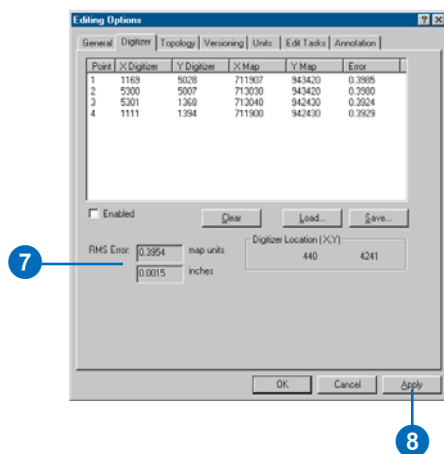 Editing Options
General Digitizer Topology Versioning Units Edit Tasks Annotation
Point X Digitizer Y Digitizer X Map Y Map Error
1 1169 5028 711907 943420 0.3985
2 5300 5007 713030 943420 0.3980
3 5301 1368 713040 942430 0.3924
4 1111 1394 711900 942430 0.3929
Enabled Clear Load... Save...
Digitizer Location (X,Y)
RMS Error: 0.3954 map units
440 4241
7
0.0015 inches
OK Cancel Apply
8